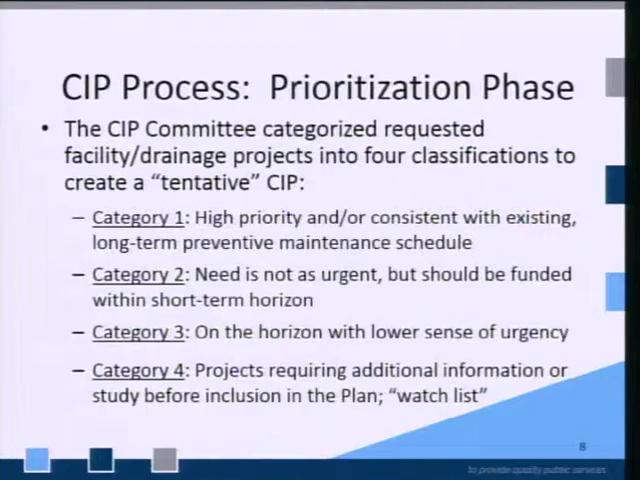 CIP Process: Prioritization Phase
• The CIP Committee categorized requested
facility/drainage projects into four classifications to
create a “tentative” CIP:
– Category 1: High priority and/or consistent with existing,
long-term preventive maintenance schedule
– Category 2: Need is not as urgent, but should be funded
within short-term horizon
– Category 3: On the horizon with lower sense of urgency
– Category 4: Projects requiring additional information or
study before inclusion in the Plan; “watch list”
8
to provide quality public services